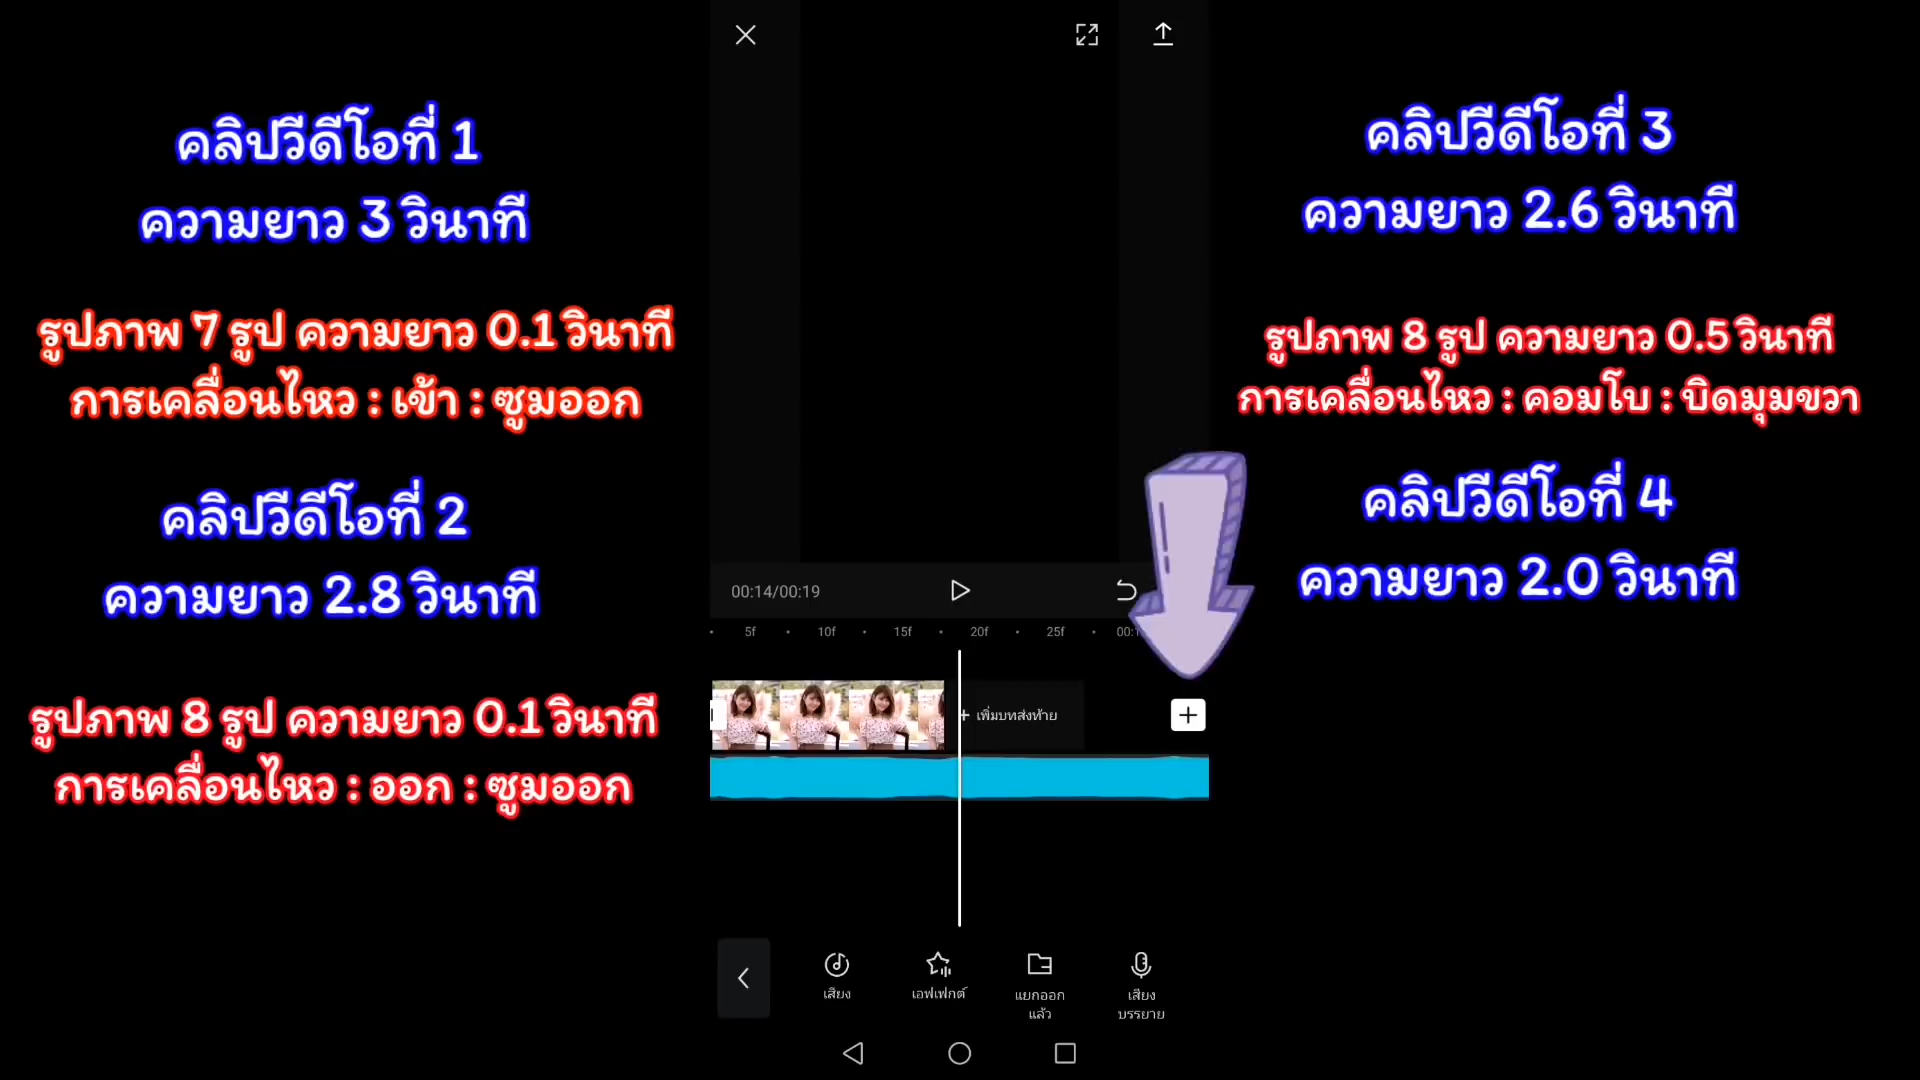 คลิปวีดีโอที่ 1
ความยาว 3 วินาที
รูปภาพ 7 รูป ความยาว 0.1 วินาที
การเคลื่อนไหว : เข้า : ซูมออก
คลิปวีดีโอที่ 2
ความยาว 2.8 วินาที
รูปภาพ 8 รูป ความยาว 0.1 วินาที
การเคลื่อนไหว : ออก : ซูมออก
คลิปวีดีโอที่ 3
ความยาว 2.6 วินาที
รูปภาพ 8 รูป ความยาว 0.5 วินาที
การเคลื่อนไหว : คอมโบ : บิดมุมขวา
คลิปวีดีโอที่ 4
ความยาว 2.0 วินาที
00:14/00:19
5f 10f 15f 20f 25f
+ เพิ่มบทส่งท้าย
เสียง
เอฟเฟกต์
แยกออก
แล้ว
เสียง
บรรยาย